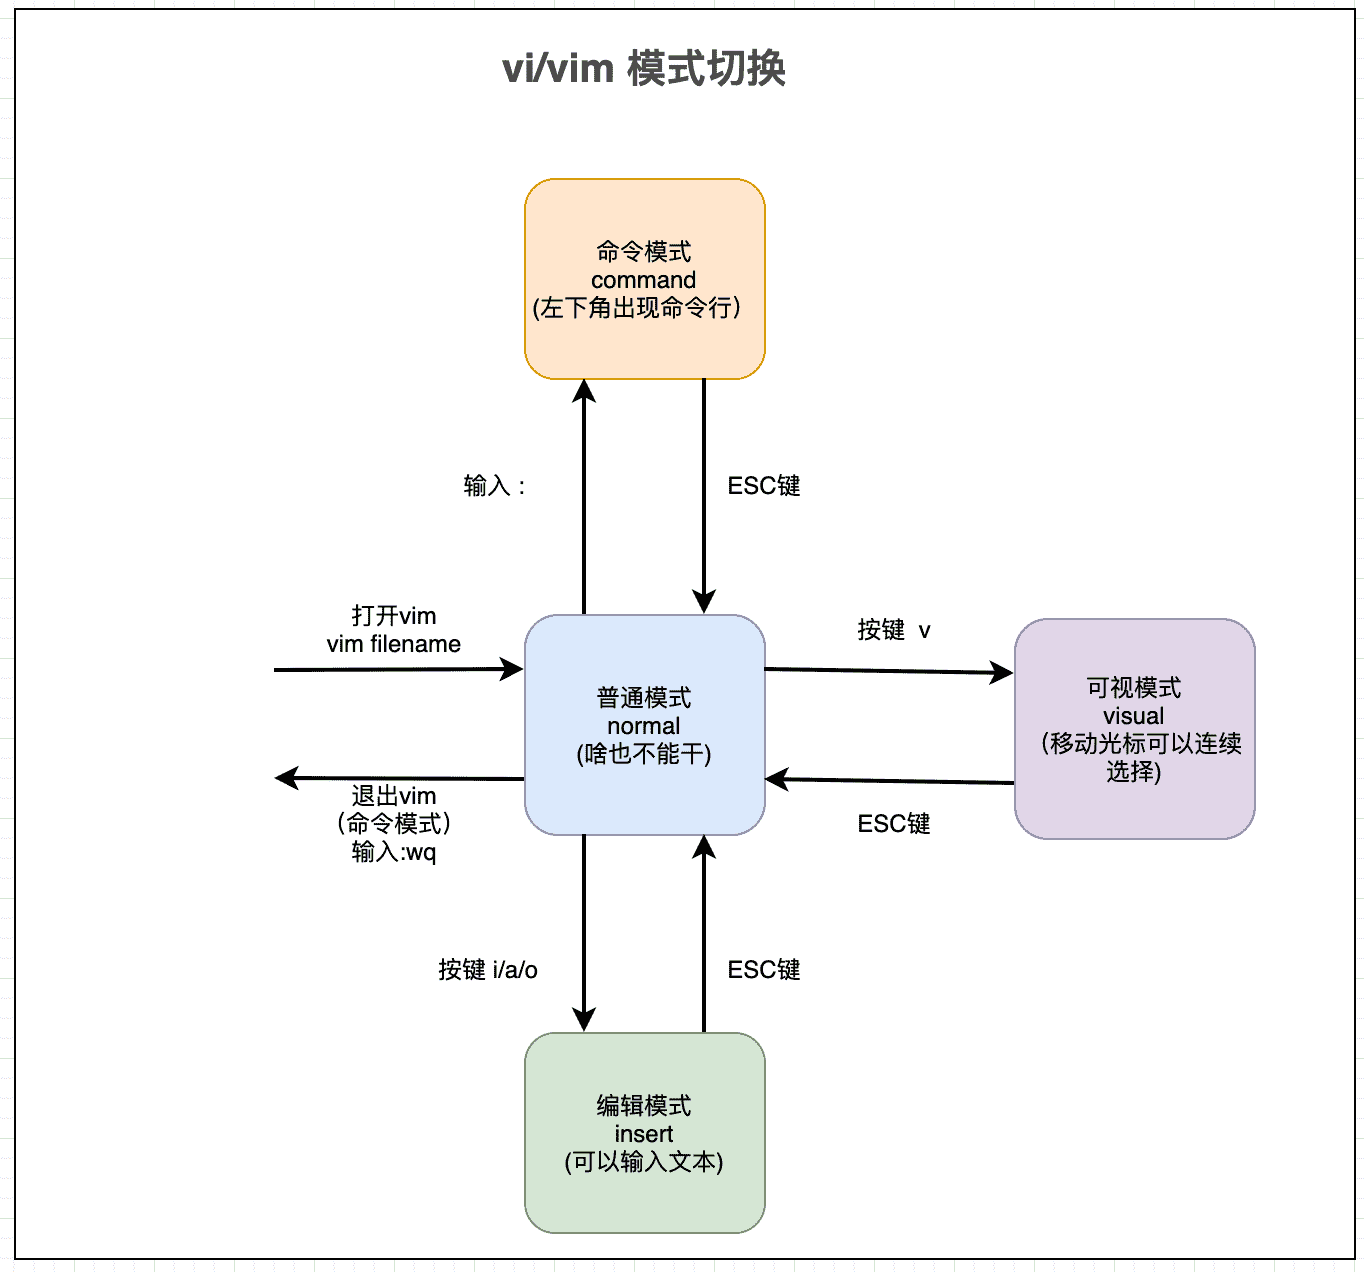 vi/vim 模式切换
命令模式
command
(左下角出现命令行）
输入 :
ESC键
打开vim
vim filename
按键  v
普通模式
normal
(啥也不能干)
可视模式
visual
（移动光标可以连续
选择)
退出vim
（命令模式）
输入:wq
ESC键
按键 i/a/o
ESC键
编辑模式
insert
(可以输入文本)